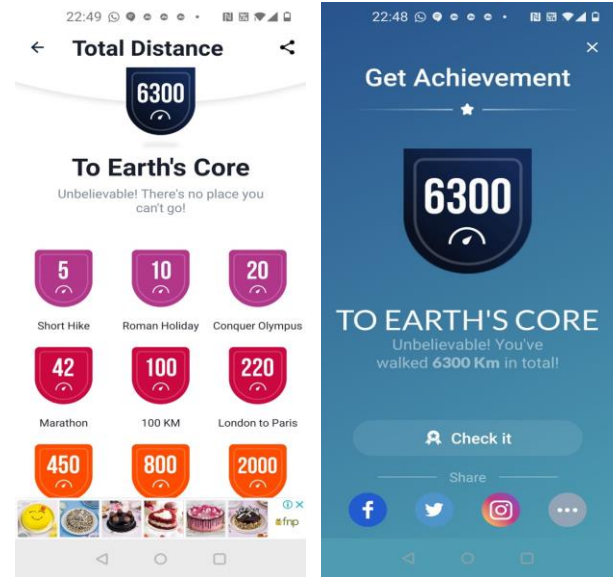 22:49
Total Distance
6300
To Earth's Core
Unbelievable! There's no place you
can't go!
5 10 20
Short Hike Roman Holiday Conquer Olympus
42 100 220
Marathon 100 KM London to Paris
450 800 2000
fnp
22:48
Get Achievement
6300
TO EARTH'S CORE
Unbelievable! You've
walked 6300 Km in total!
Check it
Share